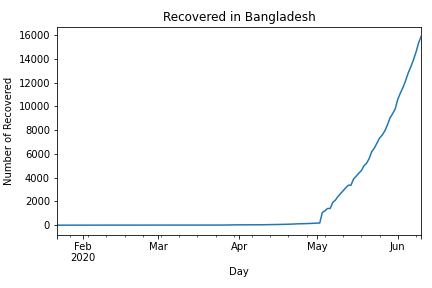 Recovered in Bangladesh
16000
14000
12000
10000
8000
6000
4000
2000
0
Number of Recovered
Feb Mar Apr May Jun
2020
Day